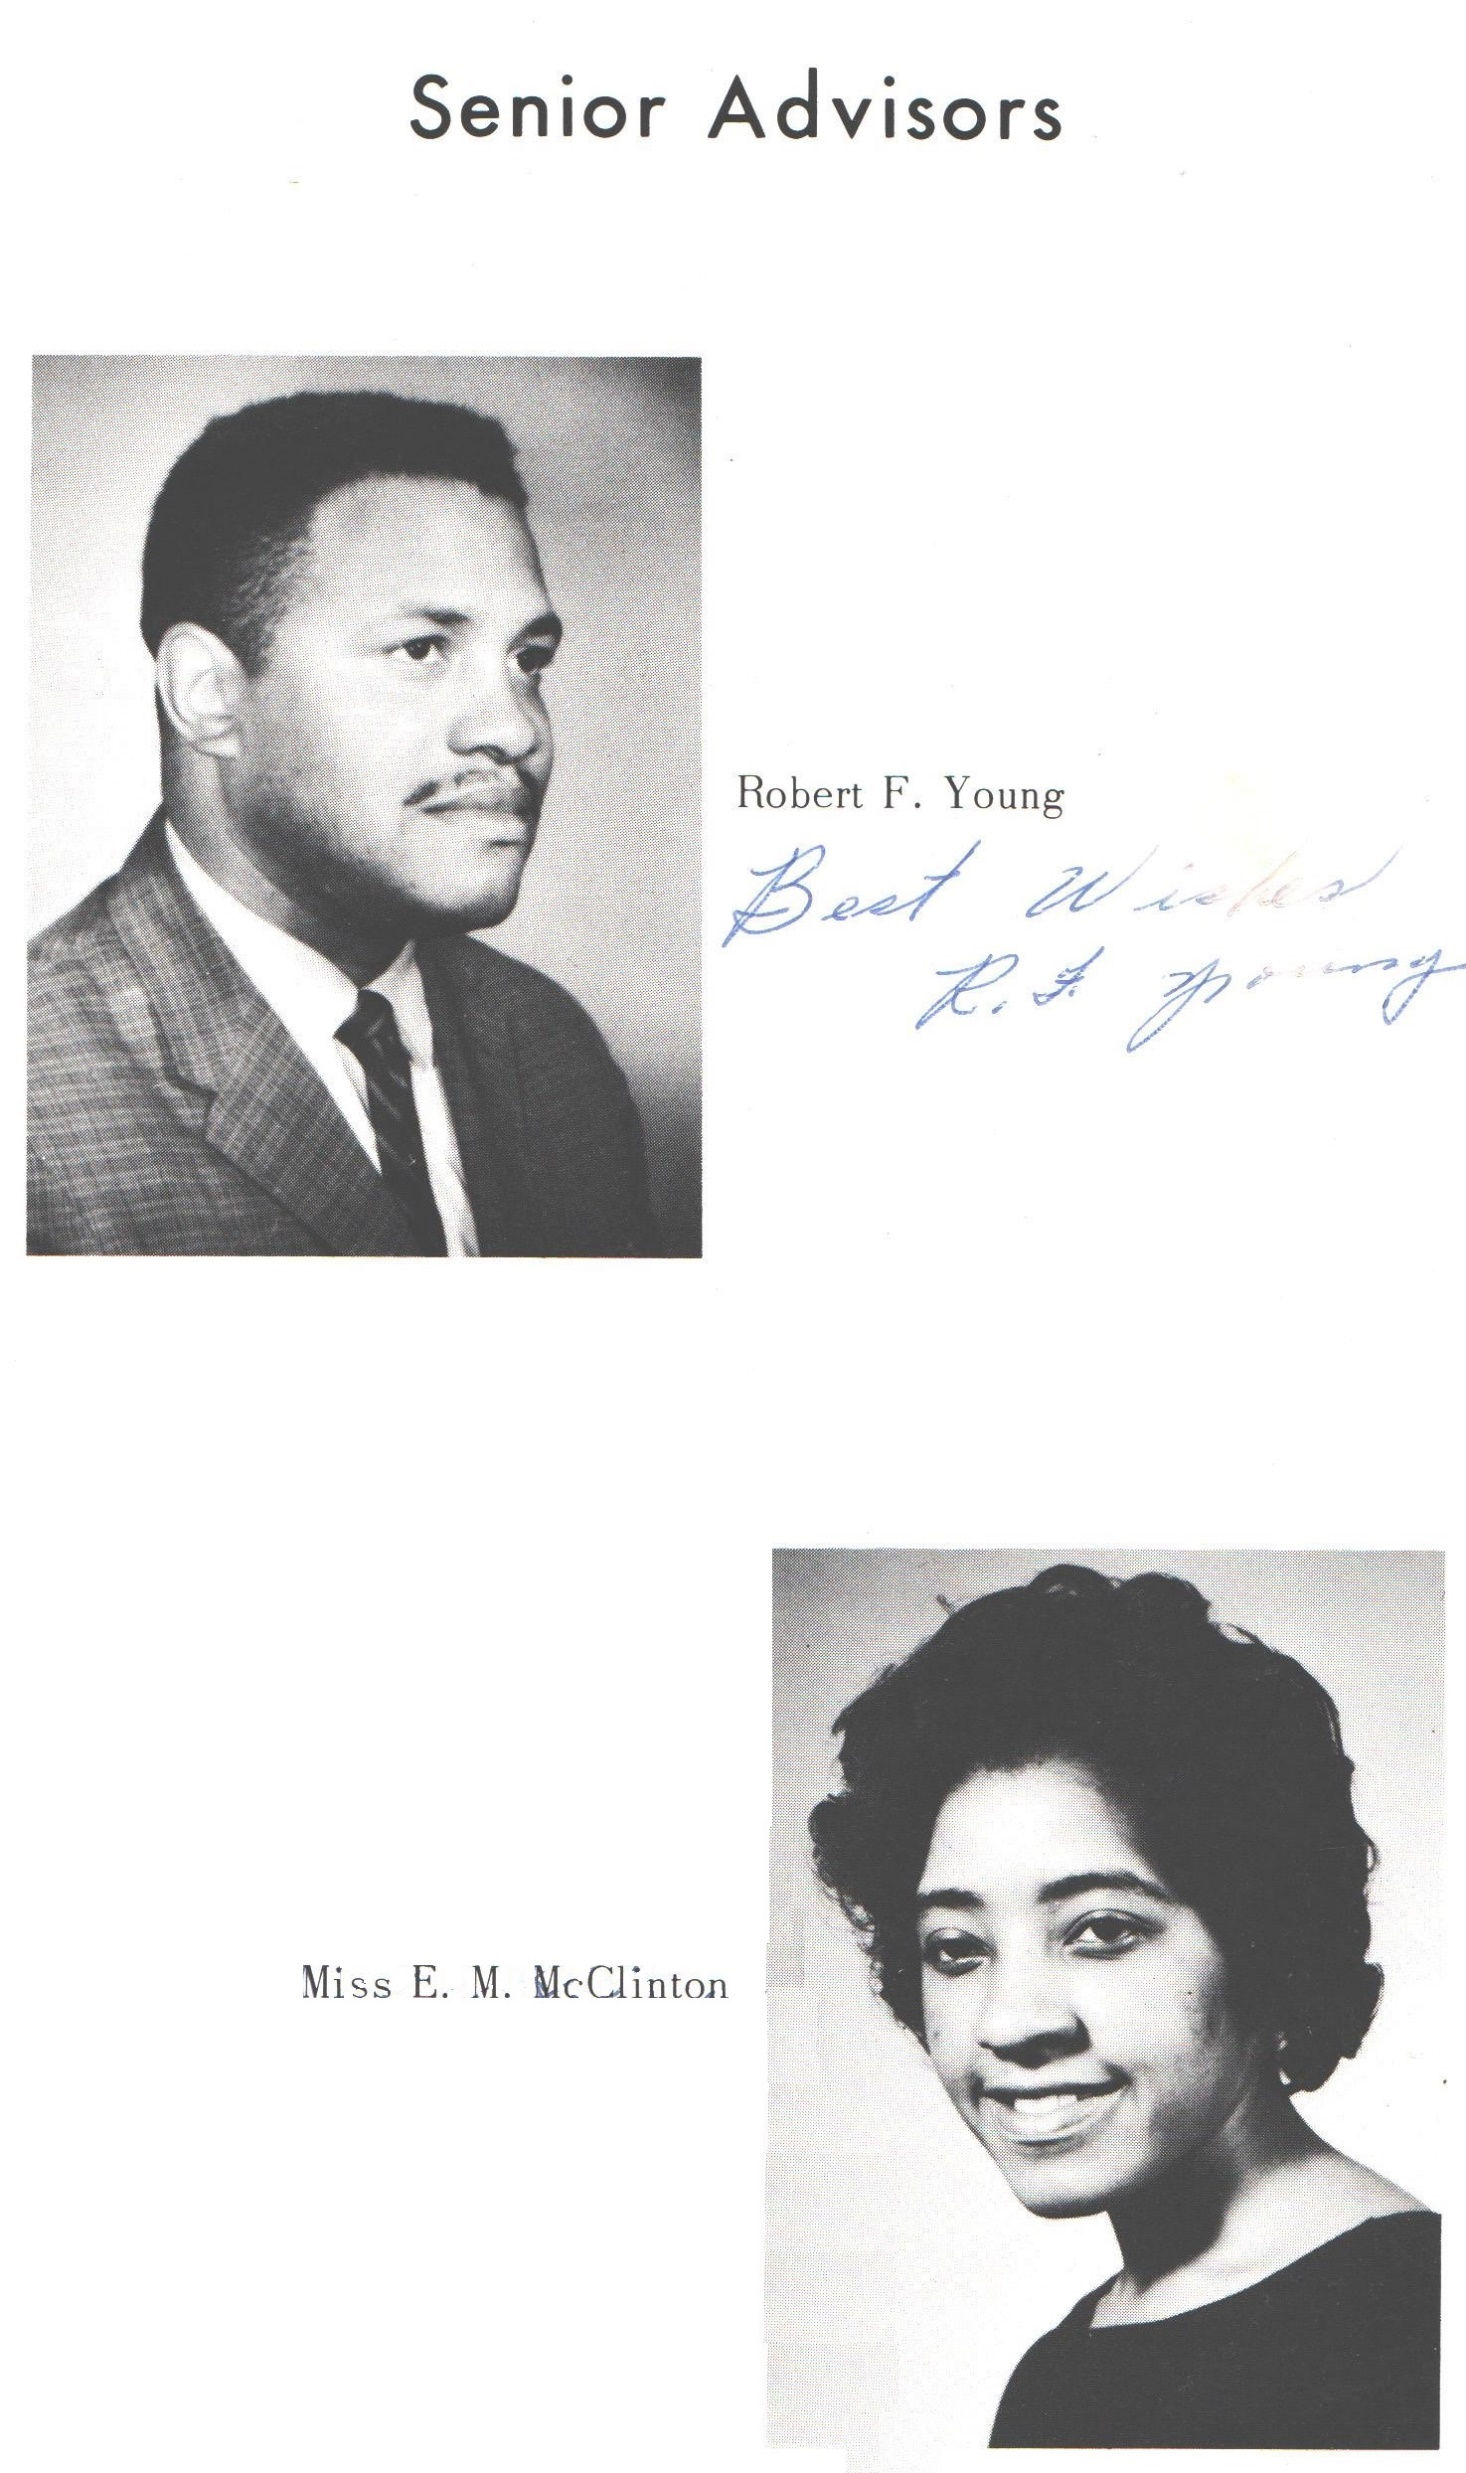 Senior Advisors
Robert F. Young
Best Wishes
R. F. Young
Miss E. M. McClinton